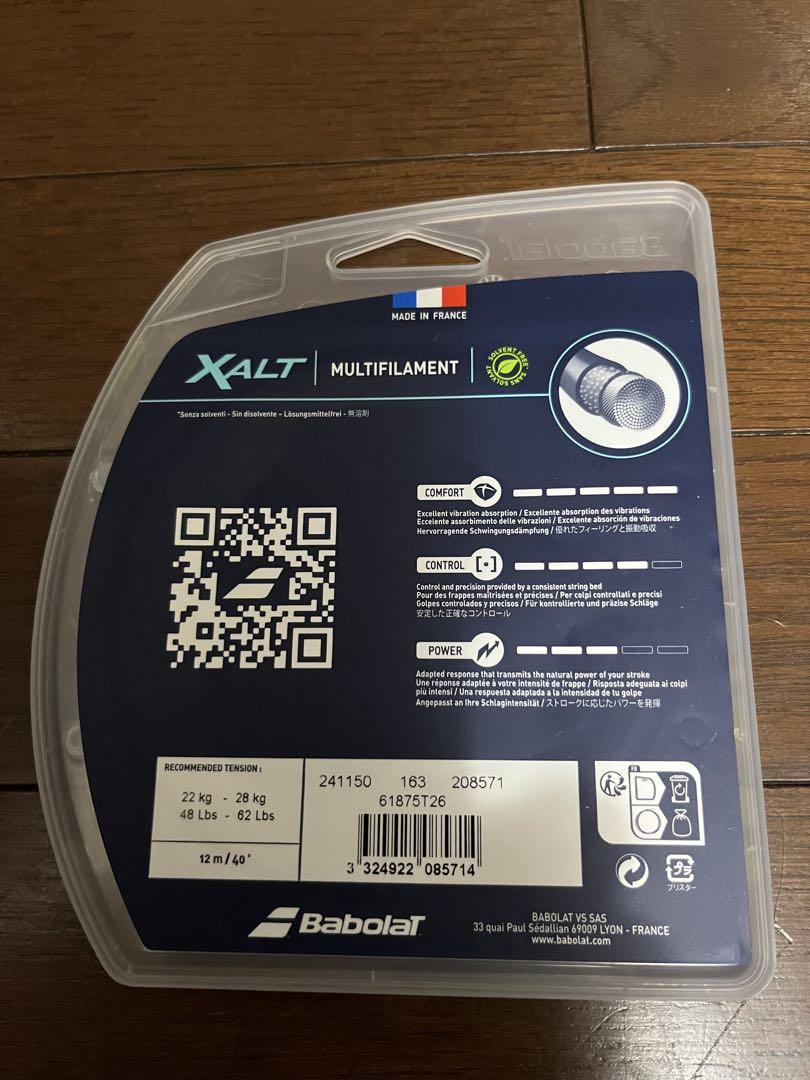 Babolat
MADE IN FRANCE
XALT MULTIFILAMENT SOLVENT FREE* SANS SOLVANT
*Senza solventi - Sin disolvente - Lösungsmittelfrei - 無溶剤
COMFORT
Excellent vibration absorption / Excellente absorption des vibrations
Eccelente assorbimento delle vibrazioni / Excelente absorción de vibraciones
Hervorragende Schwingungsdämpfung / 優れたフィーリングと振動吸収
CONTROL
Control and precision provided by a consistent string bed
Pour des frappes maîtrisées et précises / Per colpi controllati e precisi
Golpes controlados y precisos / Für kontrollierte und präzise Schläge
安定した正確なコントロール
POWER
Adapted response that transmits the natural power of your stroke
Une réponse adaptée à votre intensité de frappe / Risposta adeguata ai colpi
più intensi / Una respuesta adaptada a la intensidad de tu golpe
Angepasst an Ihre Schlagintensität / ストロークに応じたパワーを発揮
RECOMMENDED TENSION :
22 kg - 28 kg
48 Lbs - 62 Lbs
12 m / 40'
241150 163 208571
61875T26
3 324922 085714
FR
プラ
ブリスター
Babolat
BABOLAT VS SAS
33 quai Paul Sédallian 69009 LYON - FRANCE
www.babolat.com